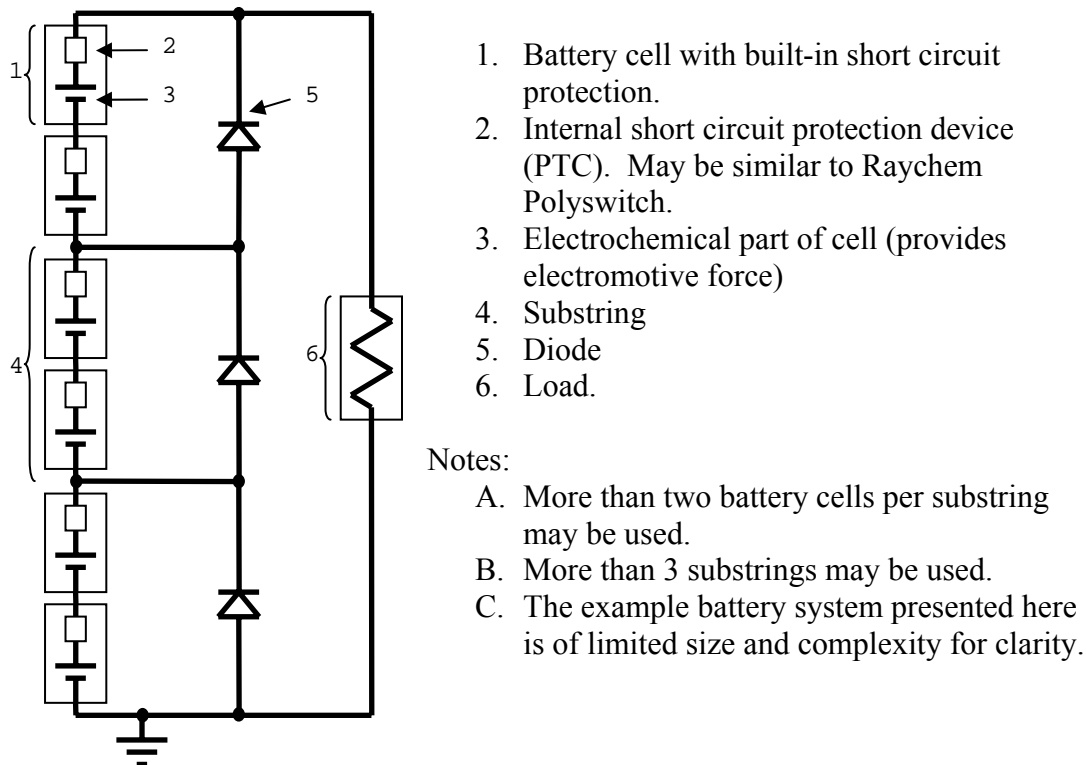 1
2
3
5
4
6
1. Battery cell with built-in short circuit
protection.
2. Internal short circuit protection device
(PTC). May be similar to Raychem
Polyswitch.
3. Electrochemical part of cell (provides
electromotive force)
4. Substring
5. Diode
6. Load.
Notes:
A. More than two battery cells per substring
may be used.
B. More than 3 substrings may be used.
C. The example battery system presented here
is of limited size and complexity for clarity.